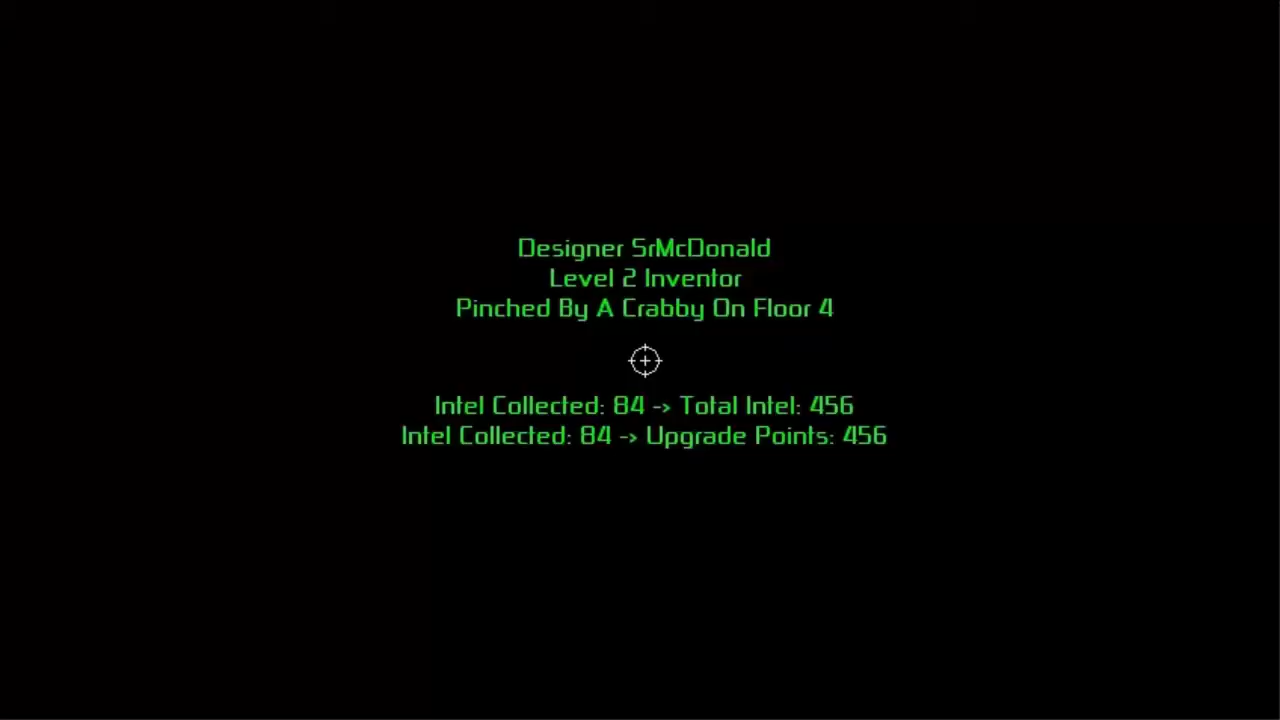 Designer SrMcDonald
Level 2 Inventor
Pinched By A Crabby On Floor 4
Intel Collected: 84 -> Total Intel: 456
Intel Collected: 84 -> Upgrade Points: 456